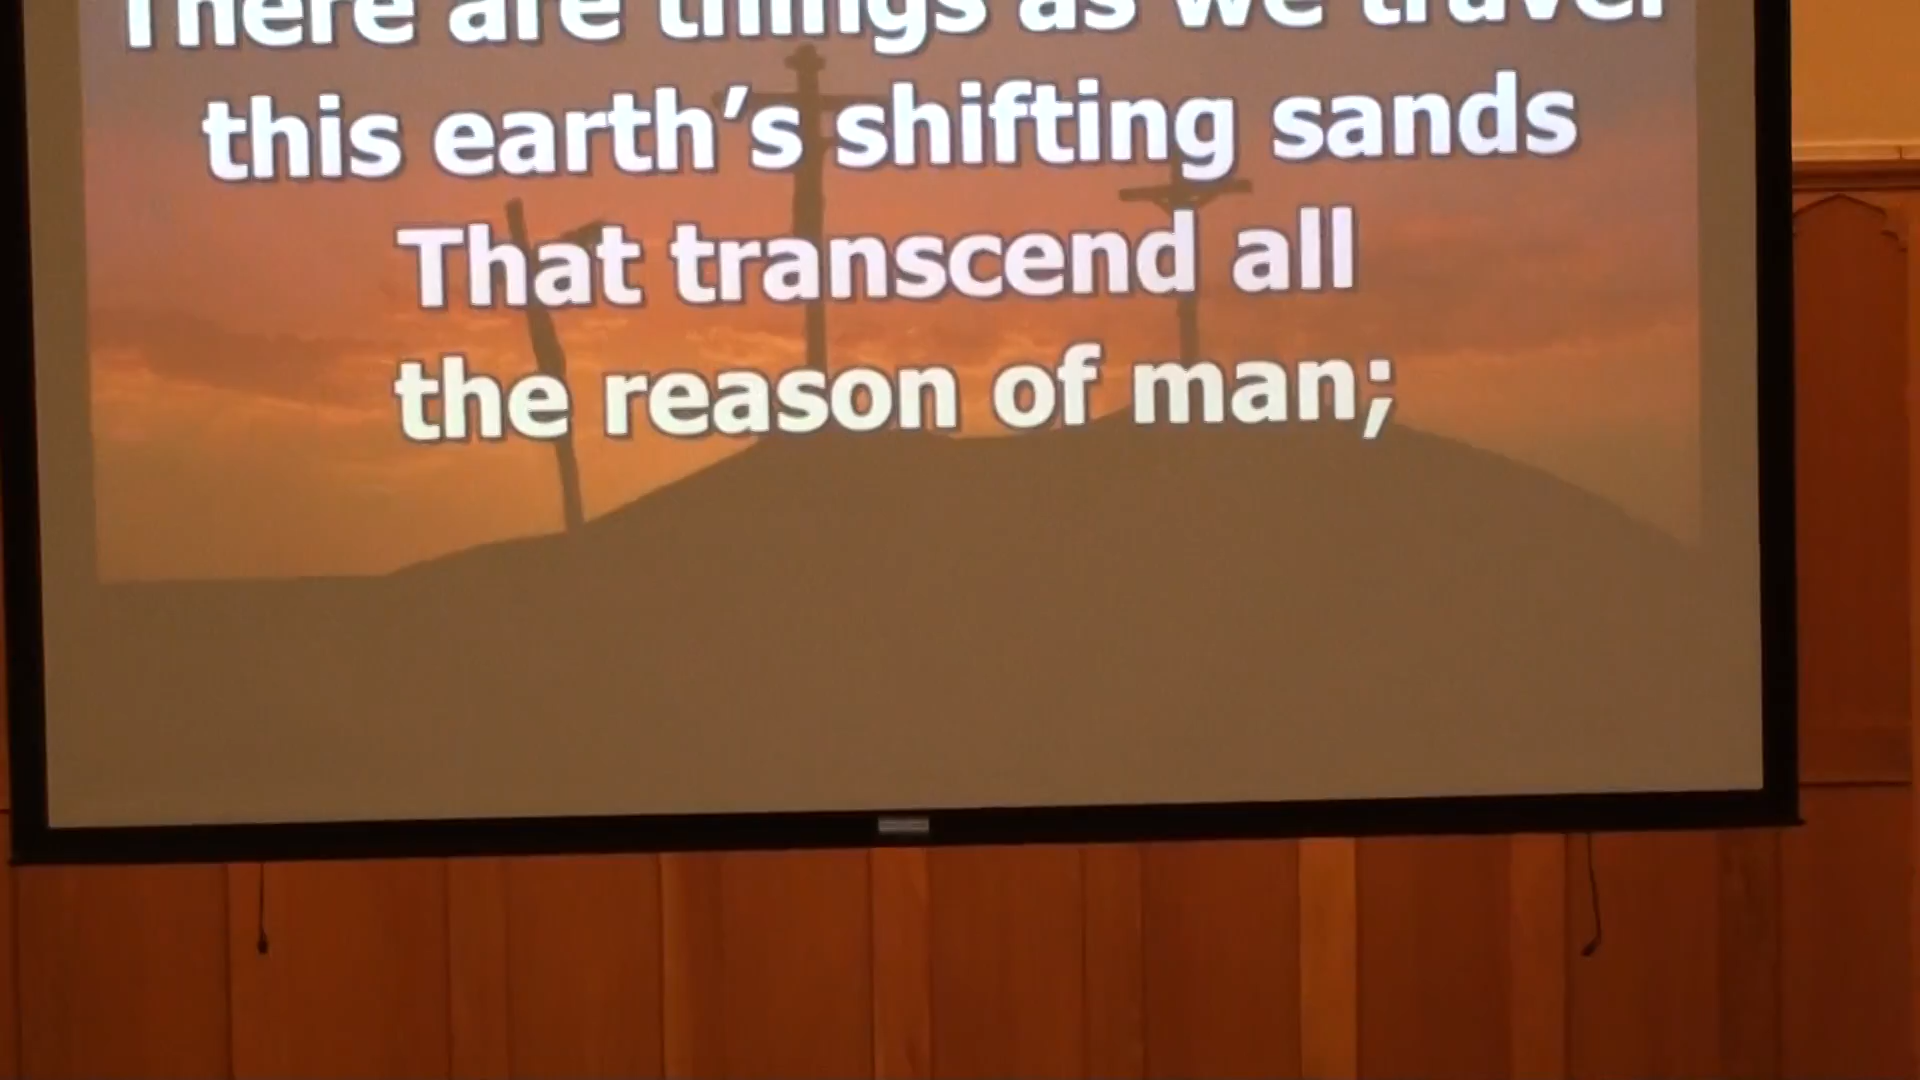 There are things as we travel
this earth's shifting sands
That transcend all
the reason of man;